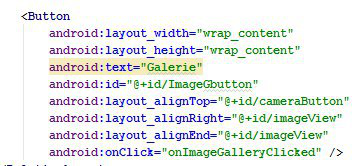 <Button
android:layout_width="wrap_content"
android:layout_height="wrap_content"
android:text="Galerie"
android:id="@+id/ImageGbutton"
android:layout_alignTop="@+id/cameraButton"
android:layout_alignRight="@+id/imageView"
android:layout_alignEnd="@+id/imageView"
android:onClick="onImageGalleryClicked" />